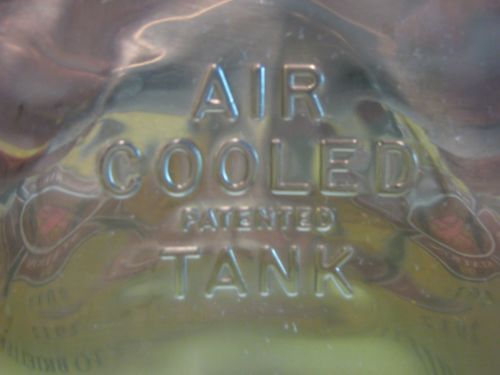 AIR
COOLED
PATENTED
TANK